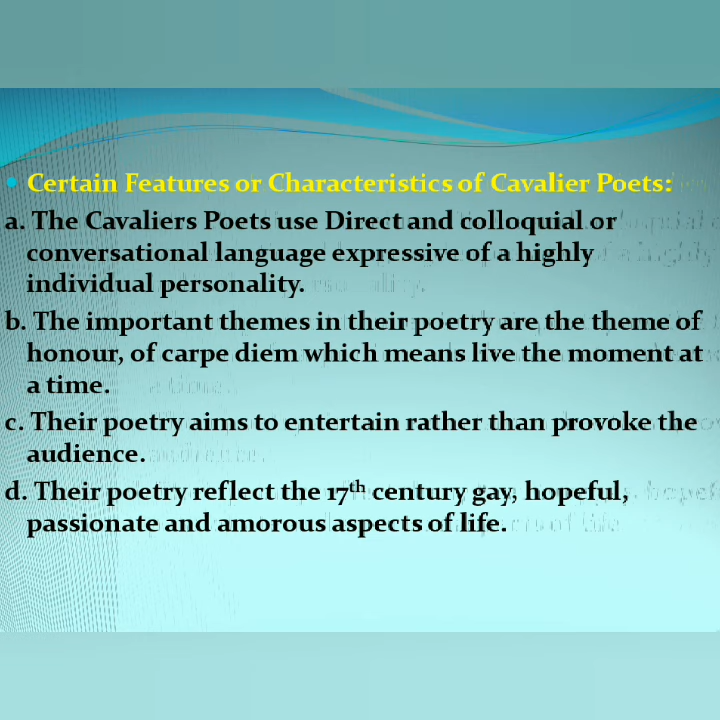 Certain Features or Characteristics of Cavalier Poets:
a. The Cavaliers Poets use Direct and colloquial or
conversational language expressive of a highly
individual personality.
b. The important themes in their poetry are the theme of
honour, of carpe diem which means live the moment at
a time.
c. Their poetry aims to entertain rather than provoke the
audience.
d. Their poetry reflect the 17th century gay, hopeful,
passionate and amorous aspects of life.